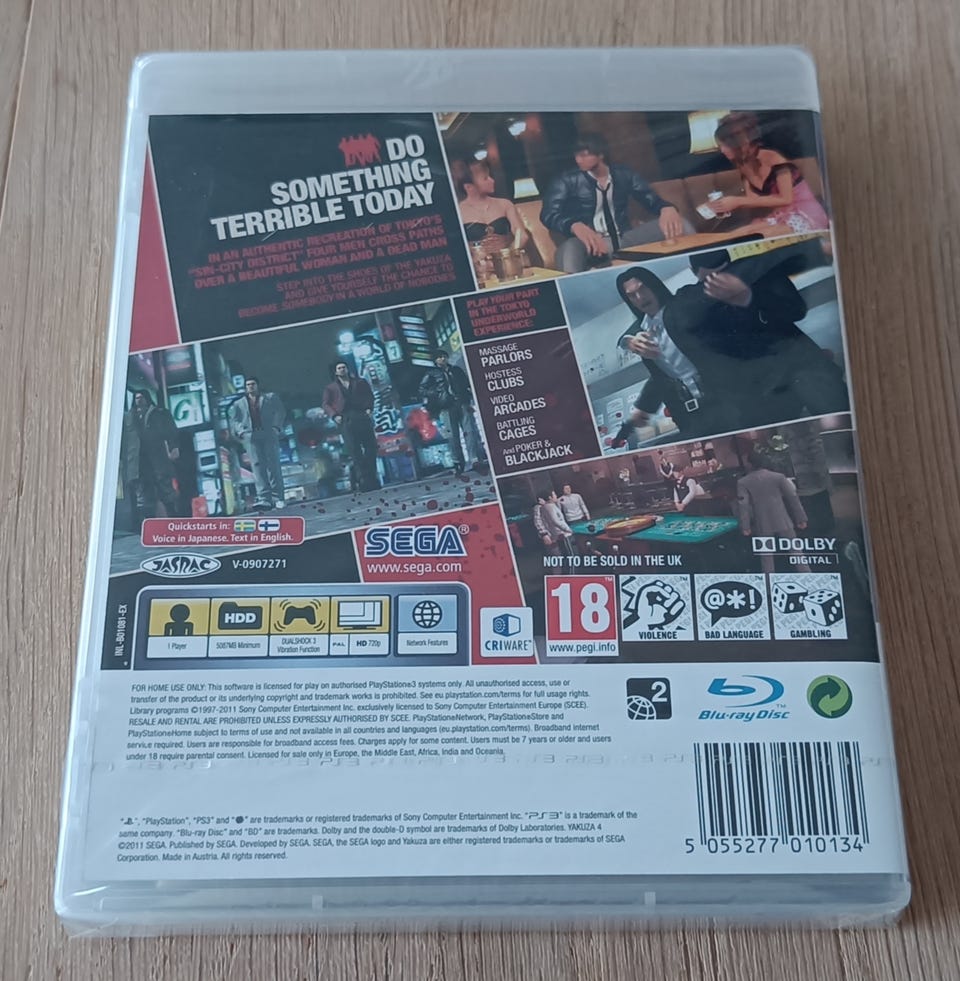 DO
SOMETHING
TERRIBLE TODAY
IN AN AUTHENTIC RECREATION OF TOKYO'S
"SIN-CITY DISTRICT" FOUR MEN CROSS PATHS
OVER A BEAUTIFUL WOMAN AND A DEAD MAN
STEP INTO THE SHOES OF THE YAKUZA
AND GIVE YOURSELF THE CHANCE TO
BECOME SOMEBODY IN A WORLD OF NOBODIES
PLAY YOUR PART
IN THE TOKYO
UNDERWORLD
EXPERIENCE:
MASSAGE
PARLORS
HOSTESS
CLUBS
VIDEO
ARCADES
BATTLING
CAGES
And POKER &
BLACKJACK
Quickstarts in:
Voice in Japanese. Text in English.
JASRAC V-0907271
SEGA®
www.sega.com
NOT TO BE SOLD IN THE UK
DOLBY
DIGITAL
INL-B01081-EX
HDD
1 Player
5087MB Minimum
DUALSHOCK 3
Vibration Function
PAL HD 720p
Network Features
CRIWARE™
18
www.pegi.info
VIOLENCE
@*!
BAD LANGUAGE
GAMBLING
FOR HOME USE ONLY: This software is licensed for play on authorised PlayStation®3 systems only. All unauthorised access, use or
transfer of the product or its underlying copyright and trademark works is prohibited. See eu.playstation.com/terms for full usage rights.
Library programs ©1997-2011 Sony Computer Entertainment Inc. exclusively licensed to Sony Computer Entertainment Europe (SCEE).
RESALE AND RENTAL ARE PROHIBITED UNLESS EXPRESSLY AUTHORISED BY SCEE. PlayStation®Network, PlayStation®Store and
PlayStation®Home subject to terms of use and not available in all countries and languages (eu.playstation.com/terms). Broadband internet
service required. Users are responsible for broadband access fees. Charges apply for some content. Users must be 7 years or older and users
under 18 require parental consent. Licensed for sale only in Europe, the Middle East, Africa, India and Oceania.
2
Blu-ray Disc
", "PlayStation", "PS3" and " " are trademarks or registered trademarks of Sony Computer Entertainment Inc. "PS3" is a trademark of the
same company. "Blu-ray Disc" and "BD" are trademarks. Dolby and the double-D symbol are trademarks of Dolby Laboratories. YAKUZA 4
©2011 SEGA. Published by SEGA. Developed by SEGA. SEGA, the SEGA logo and Yakuza are either registered trademarks or trademarks of SEGA
Corporation. Made in Austria. All rights reserved.
5 055277 010134